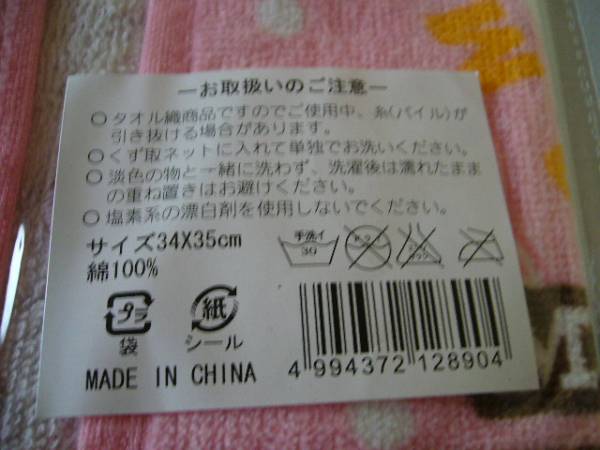 ―お取扱いのご注意―
○タオル織商品ですのでご使用中、糸(パイル)が
引き抜ける場合があります。
○くず取ネットに入れて単独でお洗いください。
○淡色の物と一緒に洗わず、洗濯後は濡れたまま
の重ね置きはお避けください。
○塩素系の漂白剤を使用しないでください。
サイズ34X35cm
綿100%
手洗イ
30
プラ
袋
紙
シール
MADE IN CHINA
4 994372 128904
M